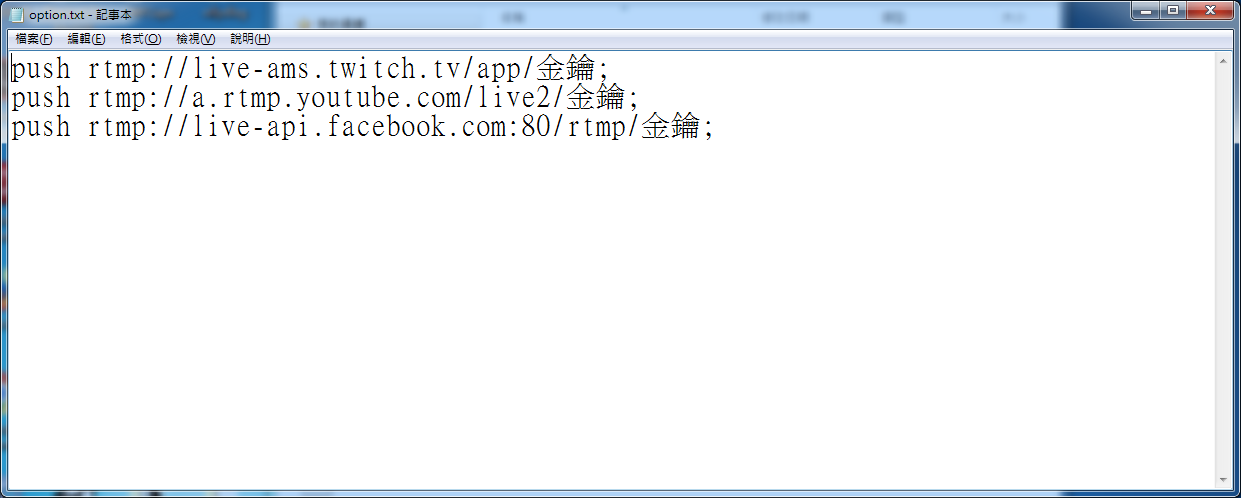 option.txt - 記事本
檔案(F) 編輯(E) 格式(O) 檢視(V) 說明(H)
push rtmp://live-ams.twitch.tv/app/金鑰;
push rtmp://a.rtmp.youtube.com/live2/金鑰;
push rtmp://live-api.facebook.com:80/rtmp/金鑰;